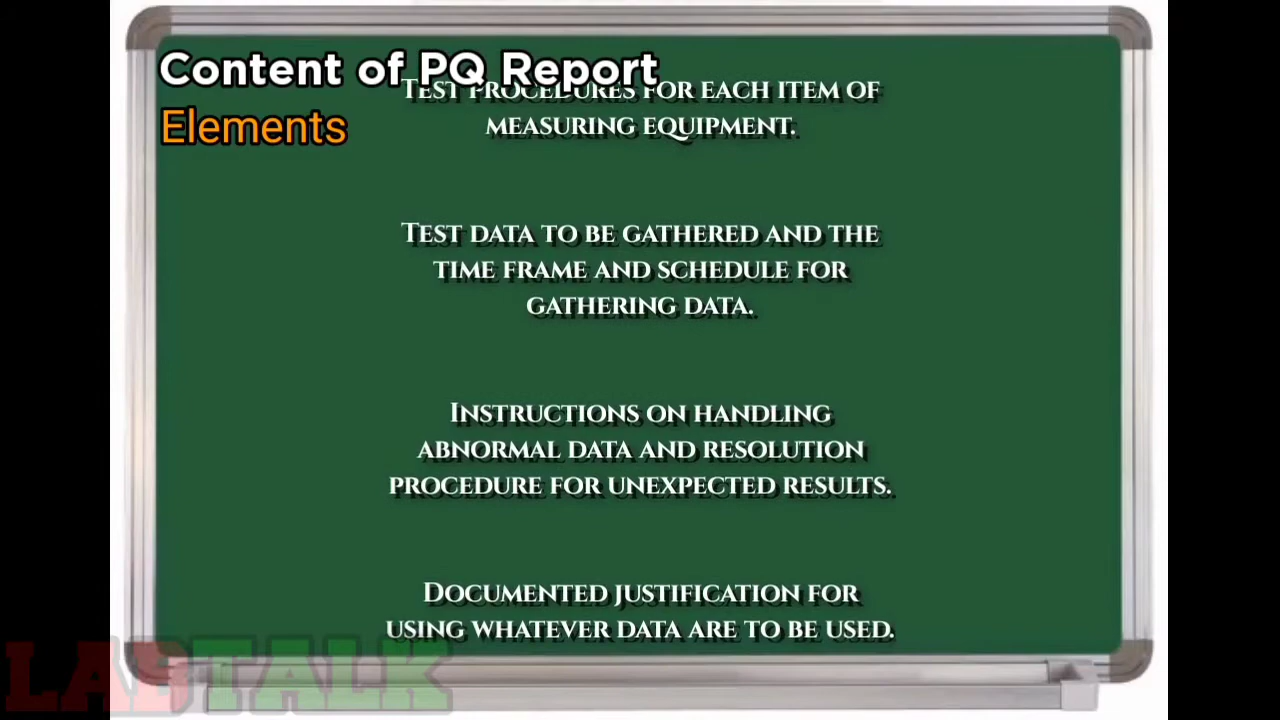 Content of PQ Report
Elements
Test procedures for each item of
measuring equipment.
Test data to be gathered and the
time frame and schedule for
gathering data.
Instructions on handling
abnormal data and resolution
procedure for unexpected results.
Documented justification for
using whatever data are to be used.
LABTALK